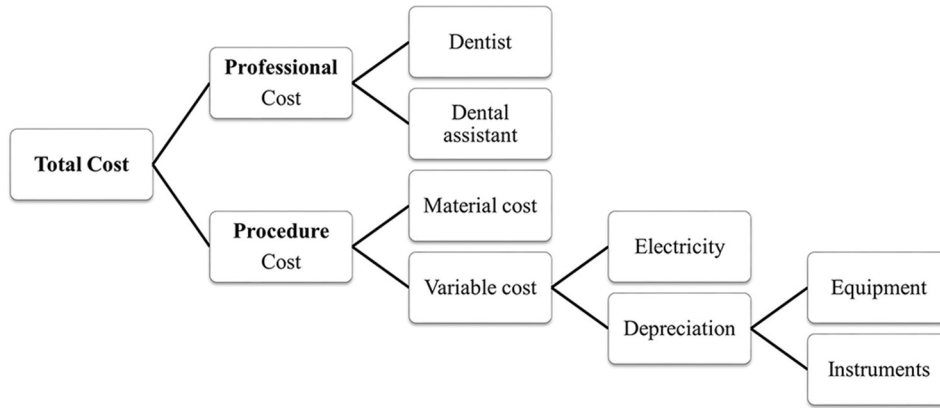 Total Cost
Professional
Cost
Dentist
Dental
assistant
Procedure
Cost
Material cost
Variable cost
Electricity
Depreciation
Equipment
Instruments